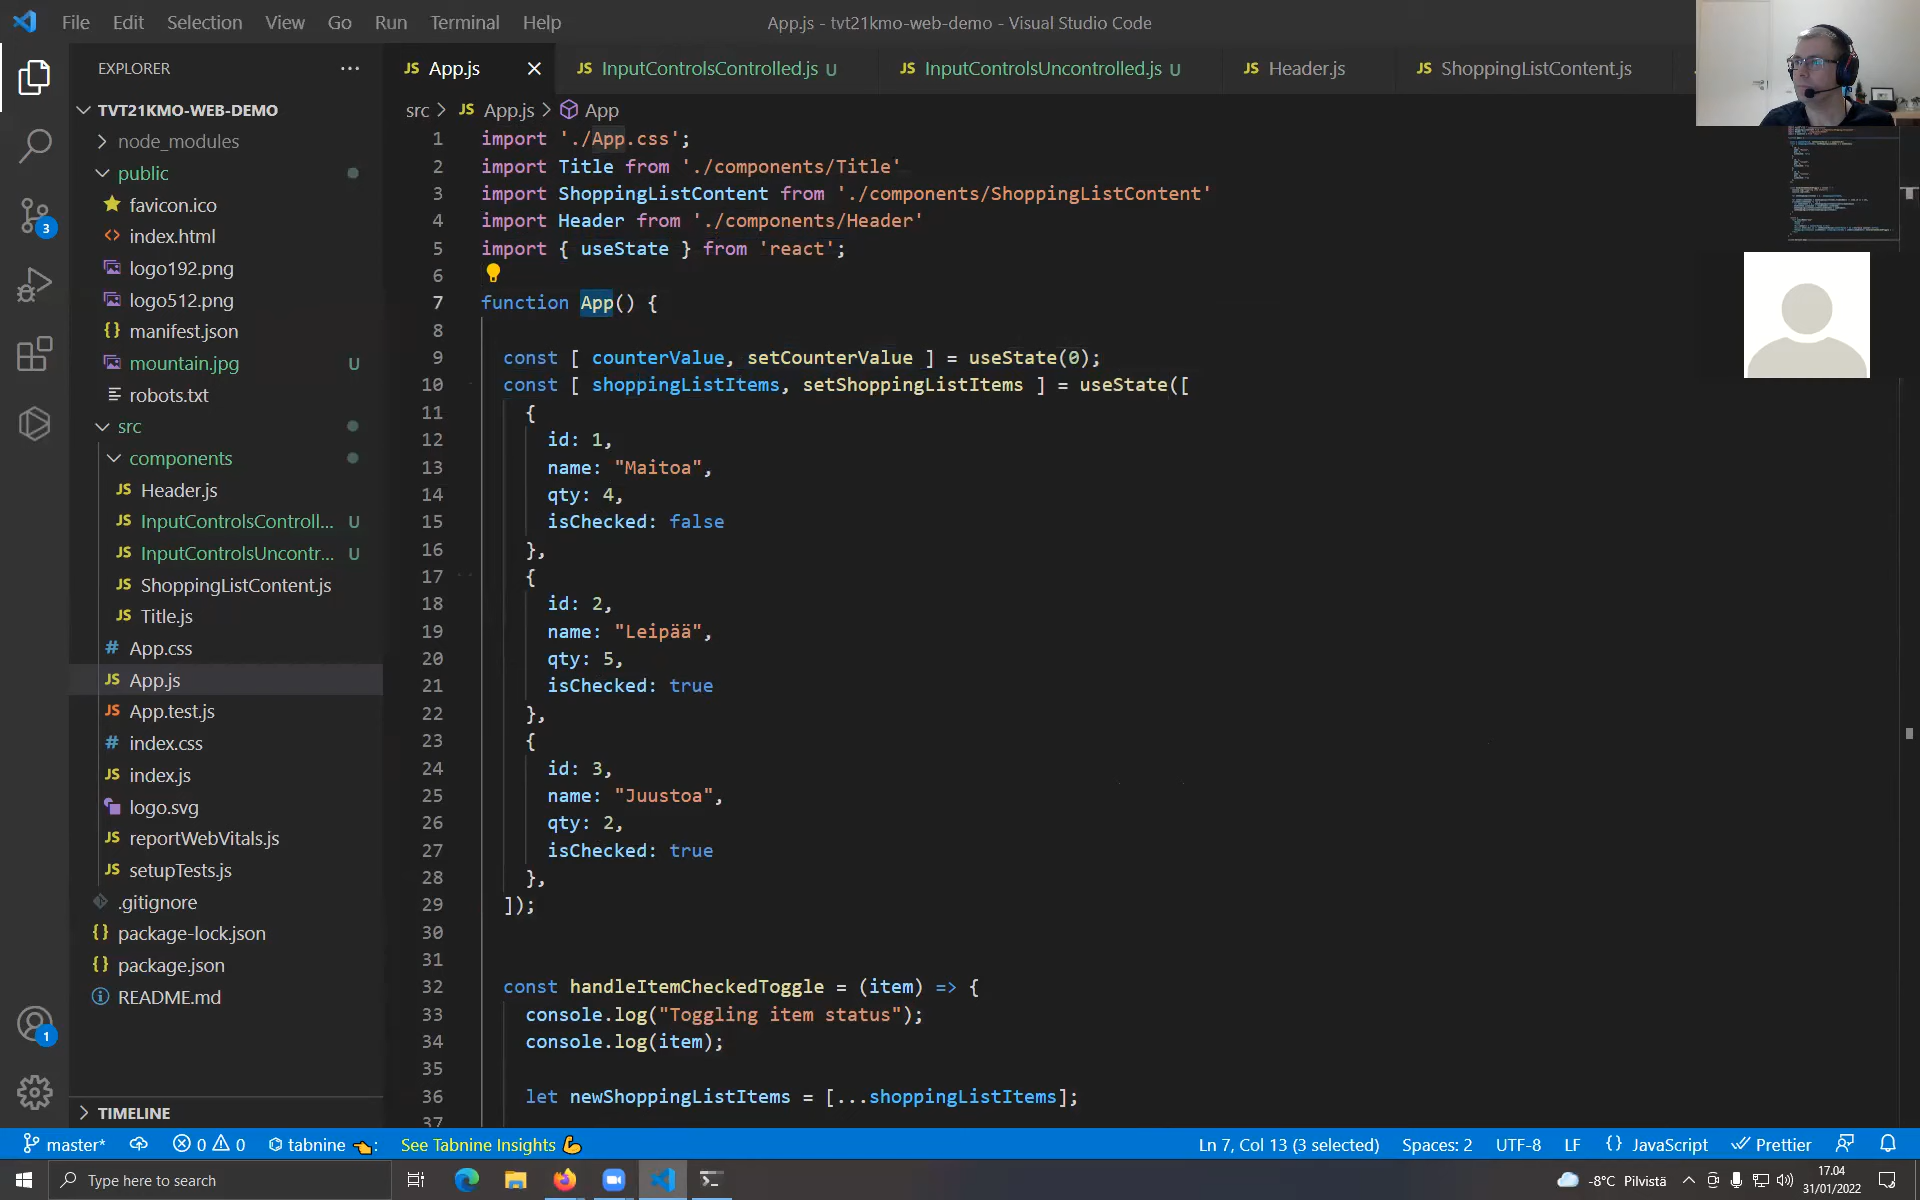 File Edit Selection View Go Run Terminal Help
App.js - tvt21kmo-web-demo - Visual Studio Code
EXPLORER
TVT21KMO-WEB-DEMO
node_modules
public
favicon.ico
index.html
logo192.png
logo512.png
manifest.json
mountain.jpg U
robots.txt
src
components
Header.js
InputControlsControll... U
InputControlsUncontr... U
ShoppingListContent.js
Title.js
App.css
App.js
App.test.js
index.css
index.js
logo.svg
reportWebVitals.js
setupTests.js
.gitignore
package-lock.json
package.json
README.md
TIMELINE
3
1
JS App.js
JS InputControlsControlled.js U
JS InputControlsUncontrolled.js U
JS Header.js
JS ShoppingListContent.js
src > JS App.js > App
1 import './App.css';
2 import Title from './components/Title'
3 import ShoppingListContent from './components/ShoppingListContent'
4 import Header from './components/Header'
5 import { useState } from 'react';
6
7 function App() {
8
9 const [ counterValue, setCounterValue ] = useState(0);
10 const [ shoppingListItems, setShoppingListItems ] = useState([
11 {
12 id: 1,
13 name: "Maitoa",
14 qty: 4,
15 isChecked: false
16 },
17 {
18 id: 2,
19 name: "Leipää",
20 qty: 5,
21 isChecked: true
22 },
23 {
24 id: 3,
25 name: "Juustoa",
26 qty: 2,
27 isChecked: true
28 },
29 ]);
30
31
32 const handleItemCheckedToggle = (item) => {
33 console.log("Toggling item status");
34 console.log(item);
35
36 let newShoppingListItems = [...shoppingListItems];
37
master* 0 0 tabnine : See Tabnine Insights
Ln 7, Col 13 (3 selected) Spaces: 2 UTF-8 LF {} JavaScript Prettier
Type here to search
-8°C Pilvistä
17.04
31/01/2022